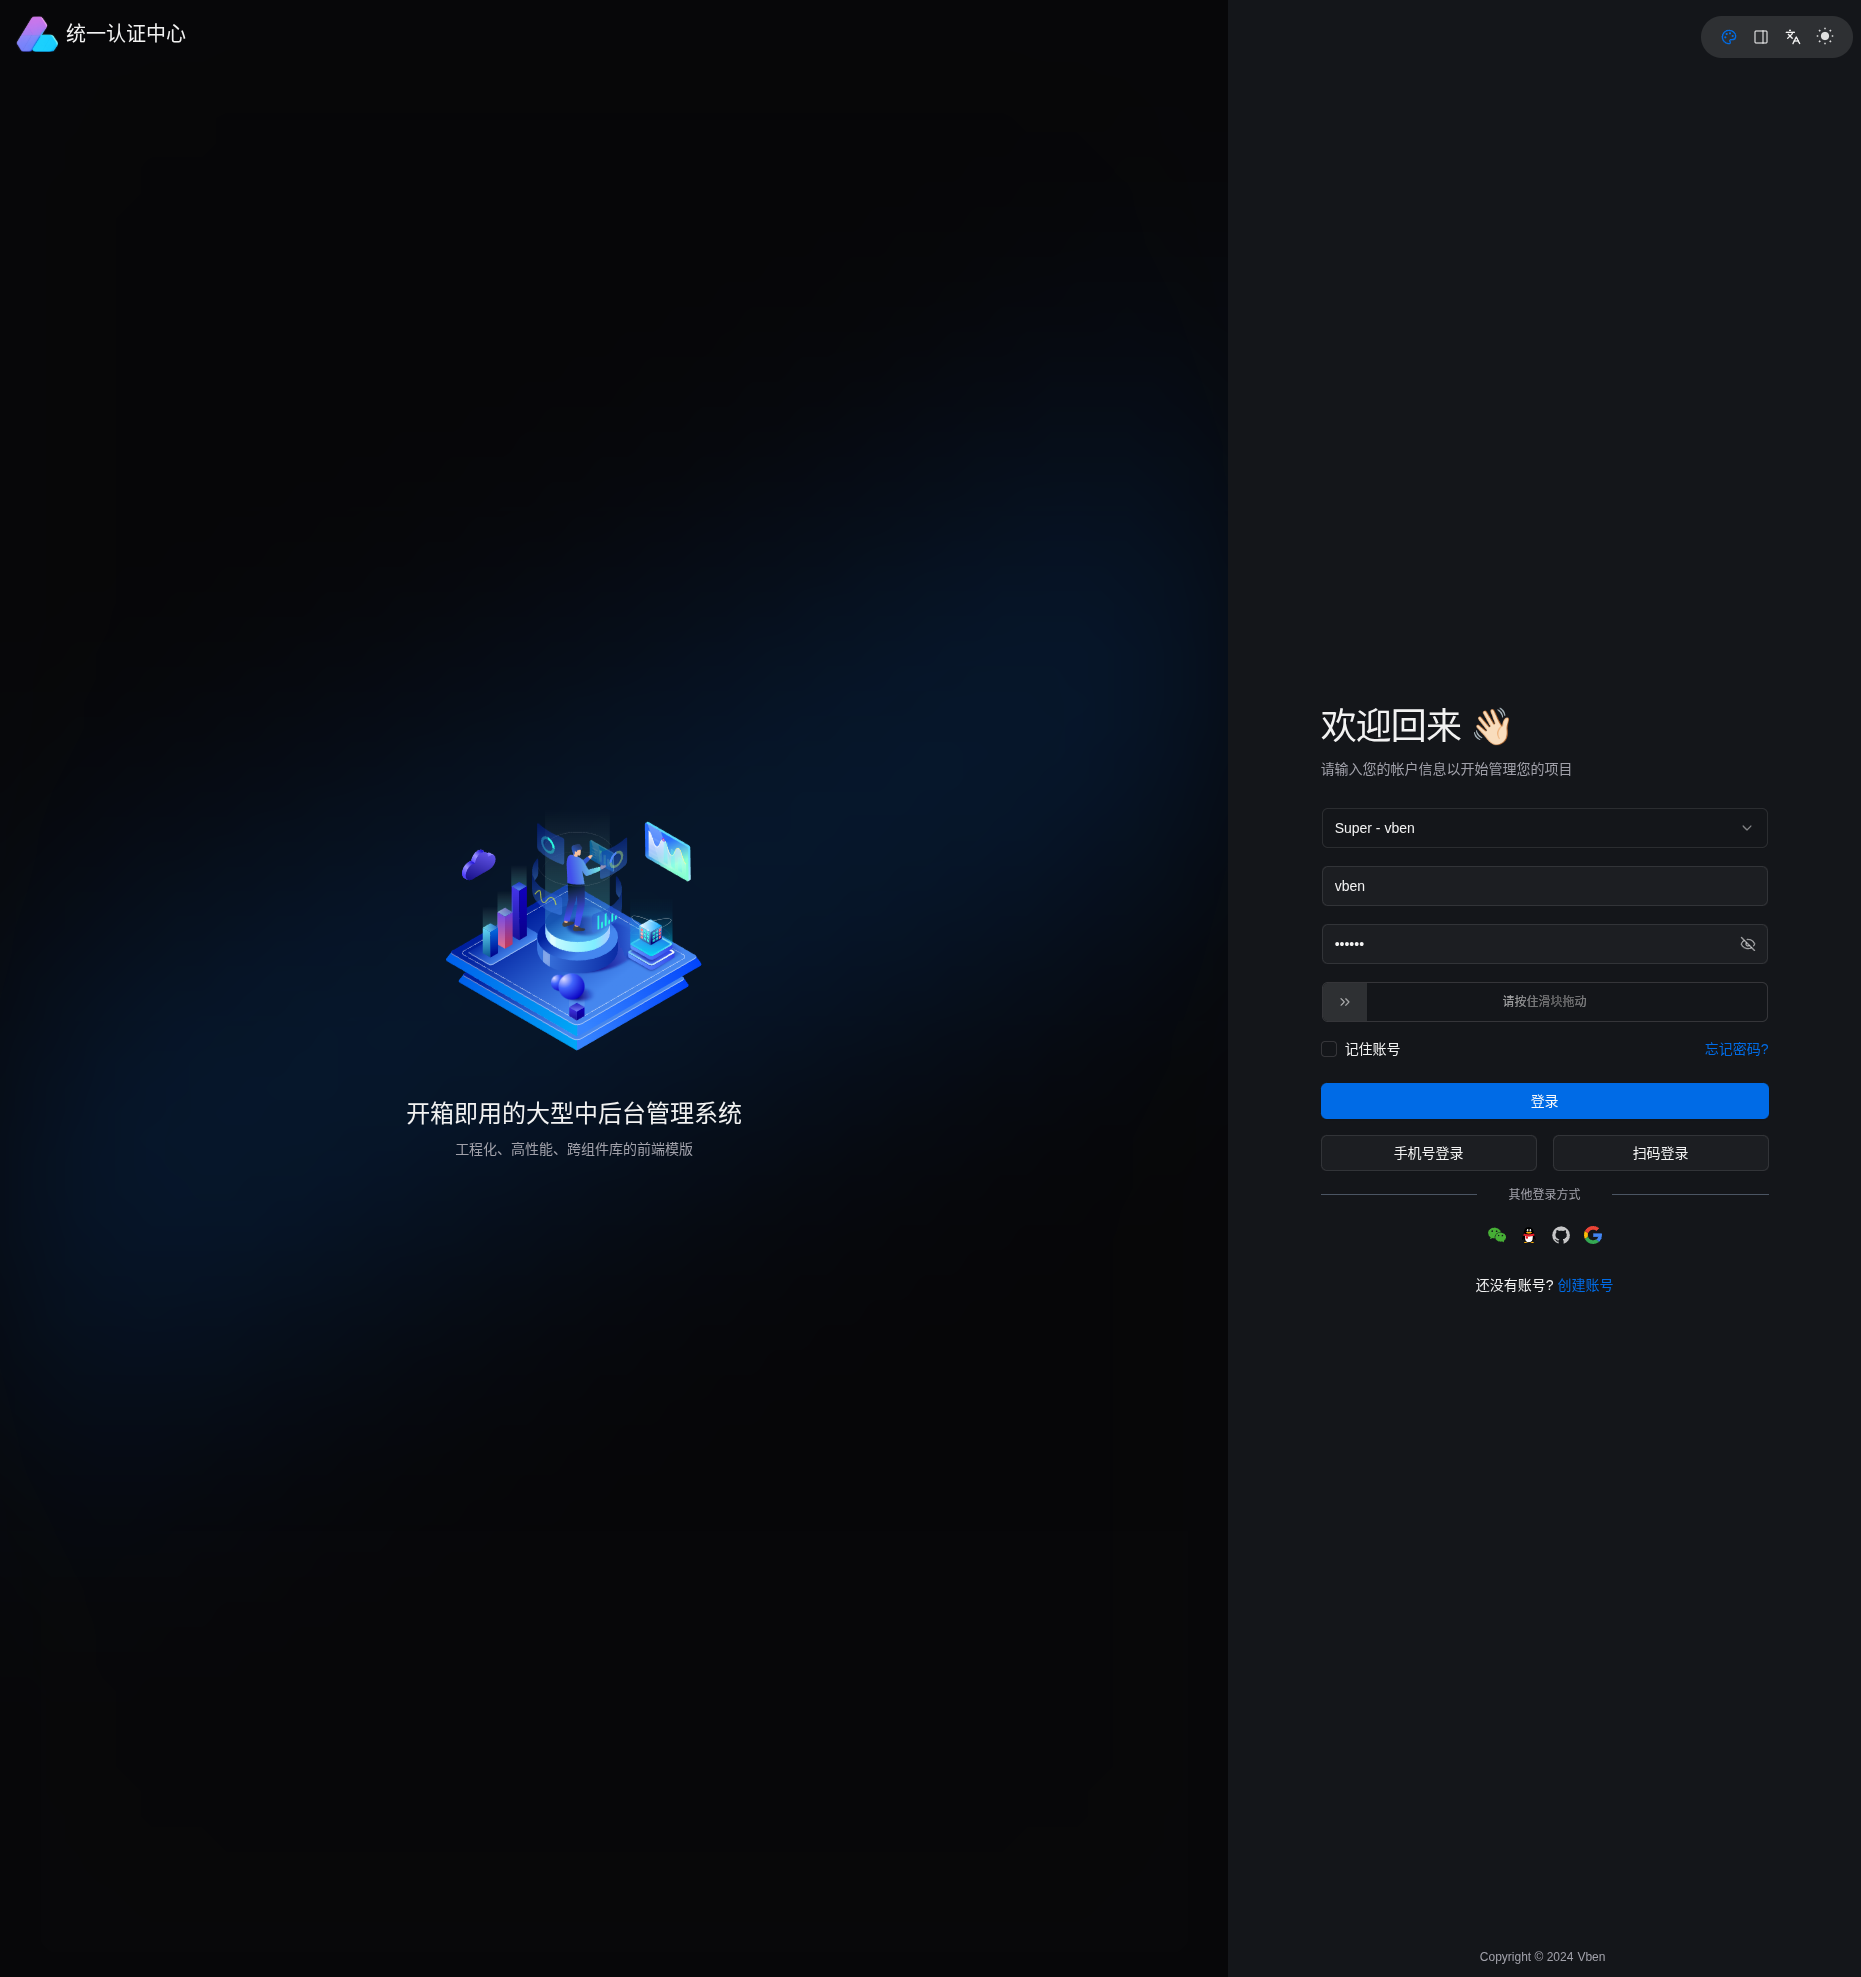 统一认证中心
开箱即用的大型中后台管理系统
工程化、高性能、跨组件库的前端模版
欢迎回来 👋🏻
请输入您的帐户信息以开始管理您的项目
Super - vben
vben
••••••
请按住滑块拖动
记住账号
忘记密码?
登录
手机号登录
扫码登录
其他登录方式
还没有账号? 创建账号
Copyright © 2024 Vben